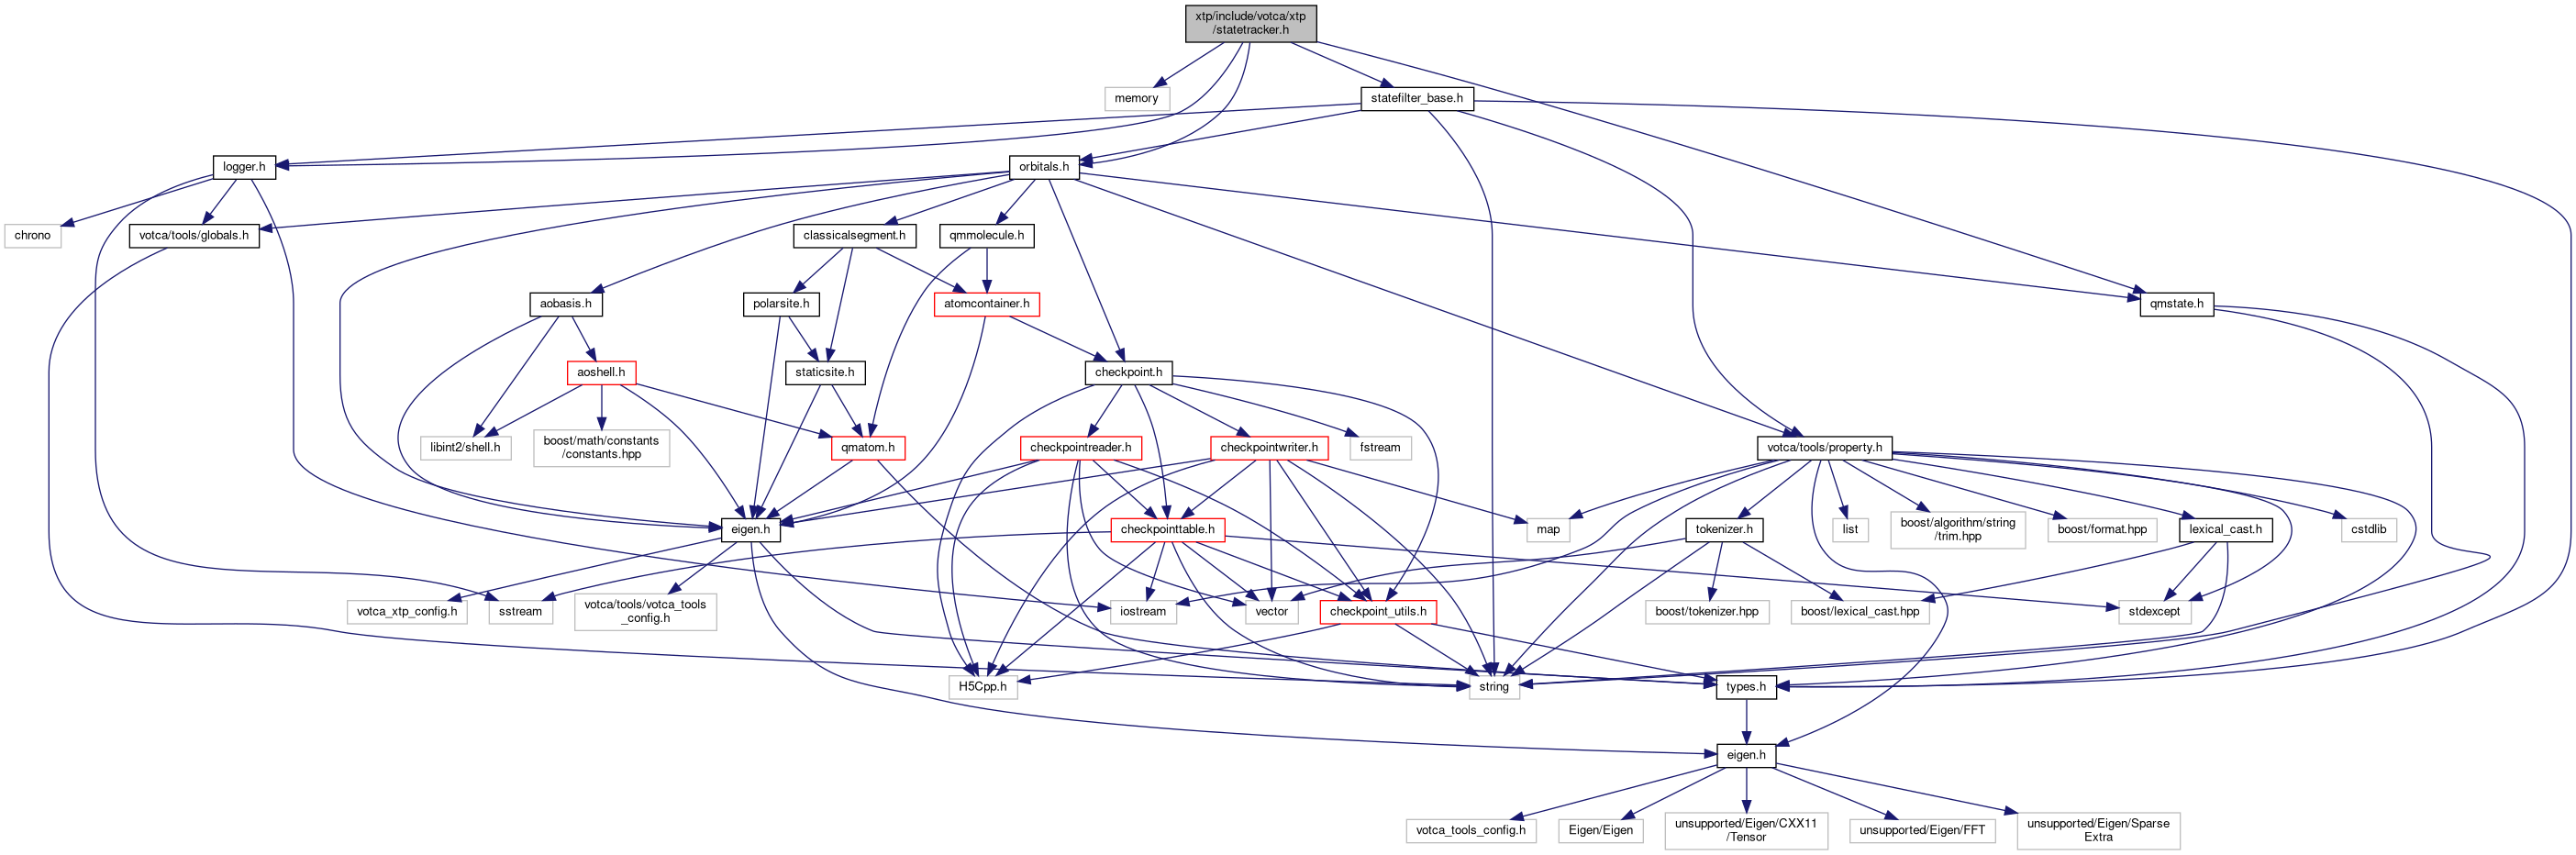 xtp/include/votca/xtp
/statetracker.h
memory
statefilter_base.h
logger.h
orbitals.h
chrono
votca/tools/globals.h
classicalsegment.h
qmmolecule.h
aobasis.h
polarsite.h
atomcontainer.h
qmstate.h
aoshell.h
staticsite.h
checkpoint.h
libint2/shell.h
boost/math/constants
/constants.hpp
qmatom.h
checkpointreader.h
checkpointwriter.h
fstream
votca/tools/property.h
eigen.h
checkpointtable.h
map
tokenizer.h
list
boost/algorithm/string
/trim.hpp
boost/format.hpp
lexical_cast.h
cstdlib
votca_xtp_config.h
sstream
votca/tools/votca_tools
_config.h
iostream
vector
checkpoint_utils.h
boost/tokenizer.hpp
boost/lexical_cast.hpp
stdexcept
H5Cpp.h
string
types.h
eigen.h
votca_tools_config.h
Eigen/Eigen
unsupported/Eigen/CXX11
/Tensor
unsupported/Eigen/FFT
unsupported/Eigen/Sparse
Extra